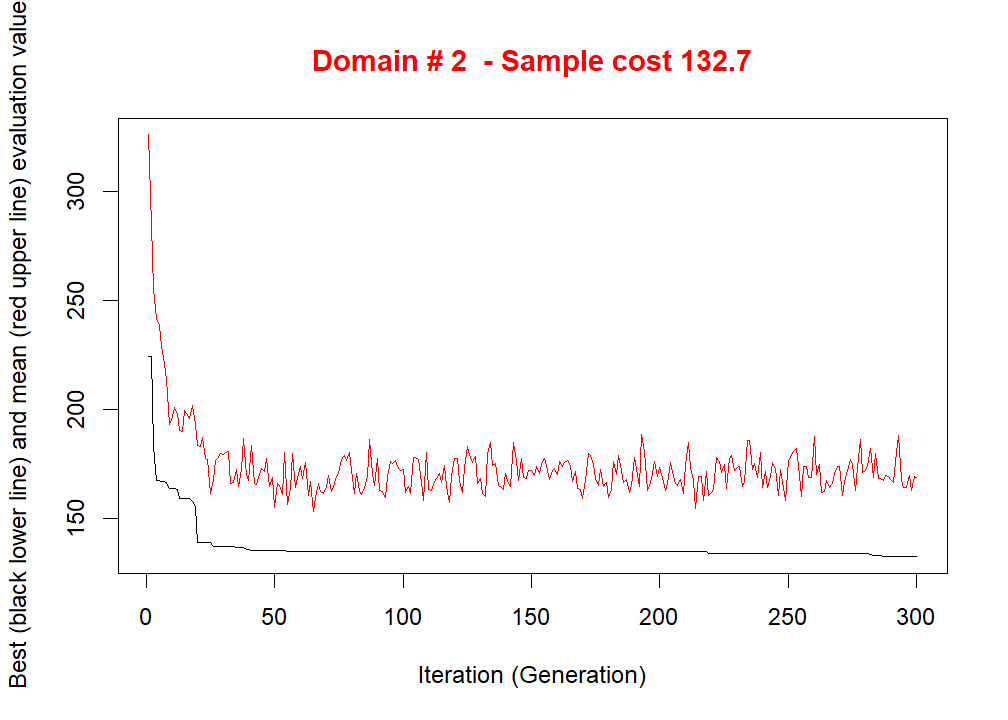 Domain # 2  - Sample cost 132.7
Best (black lower line) and mean (red upper line) evaluation value
300
250
200
150
0 50 100 150 200 250 300
Iteration (Generation)